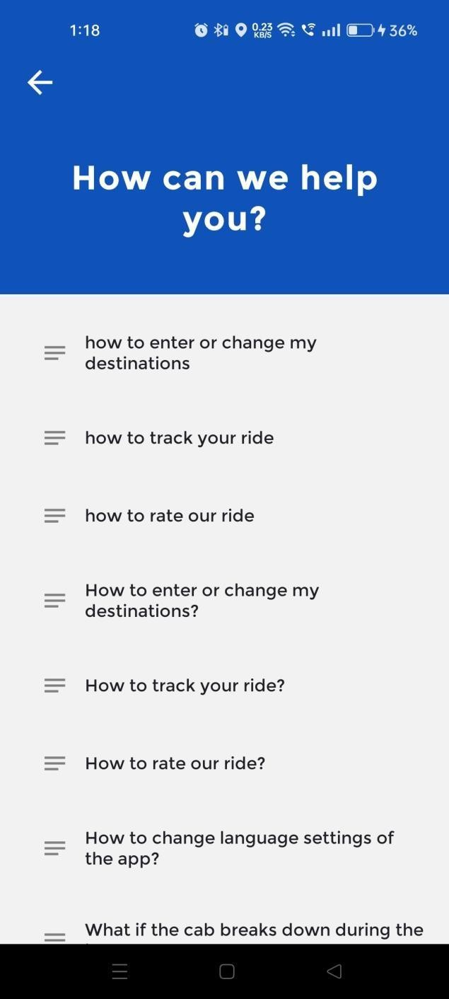 1:18
0.23
KB/S
36%
How can we help
you?
how to enter or change my
destinations
how to track your ride
how to rate our ride
How to enter or change my
destinations?
How to track your ride?
How to rate our ride?
How to change language settings of
the app?
What if the cab breaks down during the